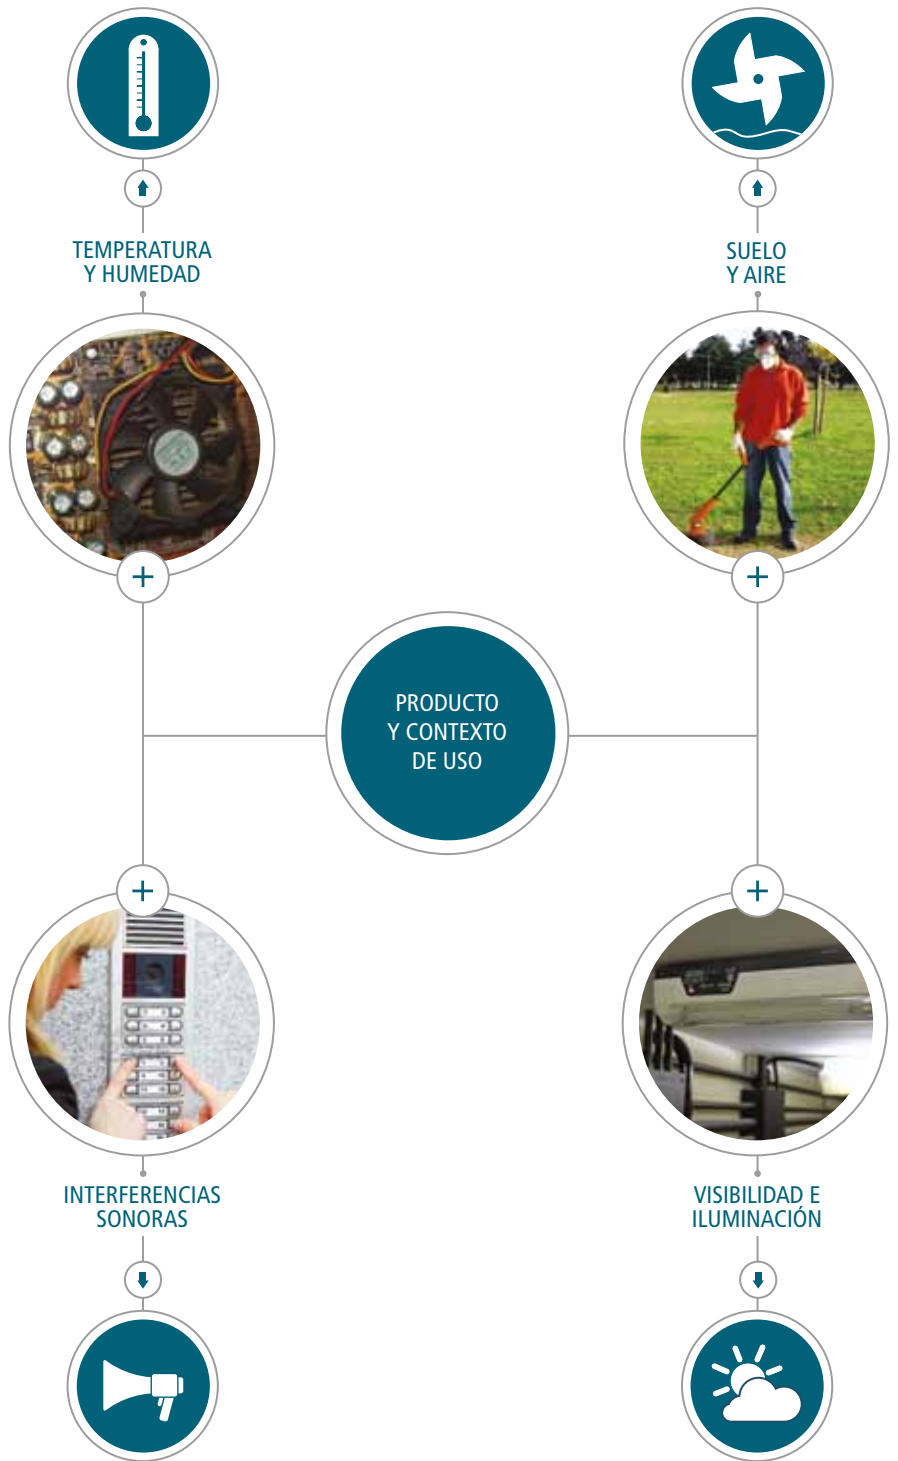 TEMPERATURA
Y HUMEDAD
SUELO
Y AIRE
PRODUCTO
Y CONTEXTO
DE USO
INTERFERENCIAS
SONORAS
VISIBILIDAD E
ILUMINACIÓN